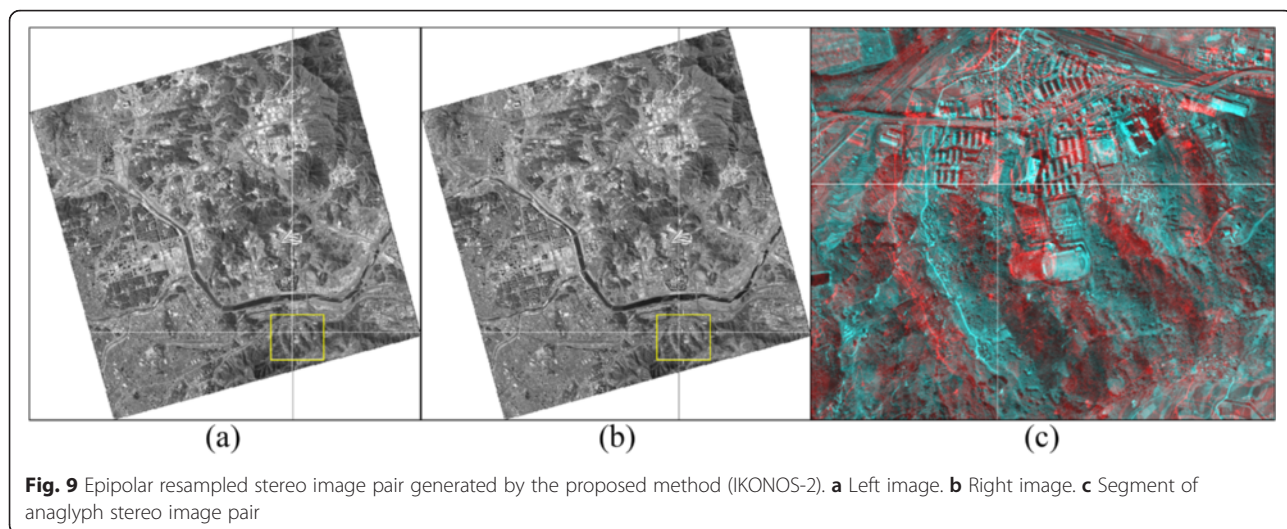 (a) (b) (c)
Fig. 9 Epipolar resampled stereo image pair generated by the proposed method (IKONOS-2). a Left image. b Right image. c Segment of
anaglyph stereo image pair